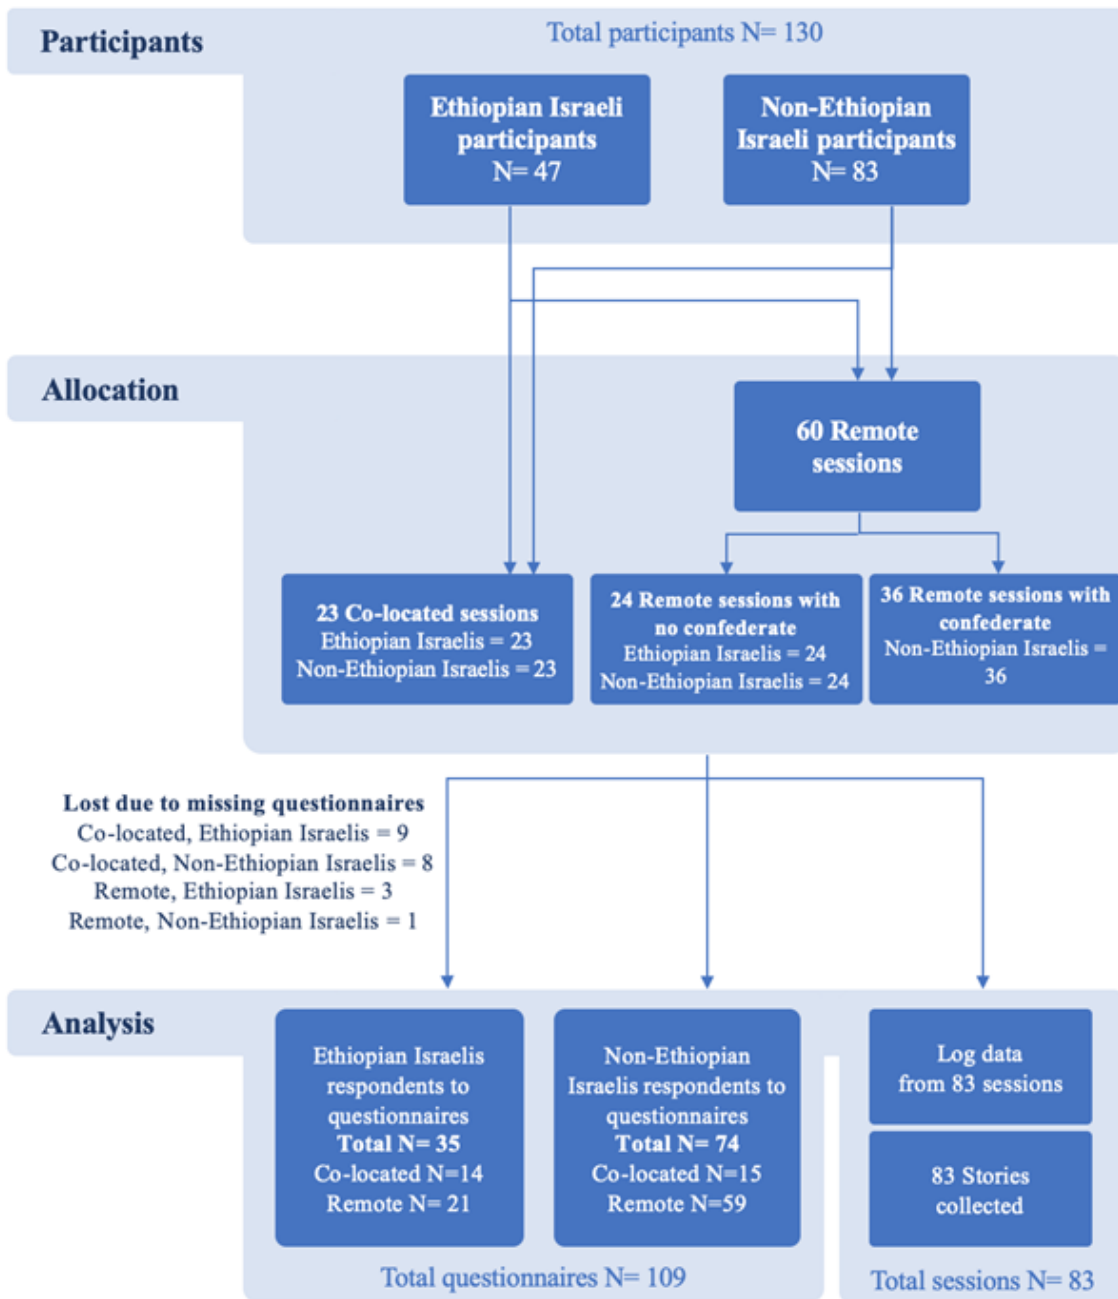 Participants
Total participants N= 130
Ethiopian Israeli
participants
N= 47
Non-Ethiopian
Israeli participants
N= 83
Allocation
60 Remote
sessions
23 Co-located sessions
Ethiopian Israelis = 23
Non-Ethiopian Israelis = 23
24 Remote sessions with
no confederate
Ethiopian Israelis = 24
Non-Ethiopian Israelis = 24
36 Remote sessions with
confederate
Non-Ethiopian Israelis =
36
Lost due to missing questionnaires
Co-located, Ethiopian Israelis = 9
Co-located, Non-Ethiopian Israelis = 8
Remote, Ethiopian Israelis = 3
Remote, Non-Ethiopian Israelis = 1
Analysis
Ethiopian Israelis
respondents to
questionnaires
Total N= 35
Co-located N=14
Remote N= 21
Non-Ethiopian
Israelis respondents to
questionnaires
Total N= 74
Co-located N=15
Remote N=59
Log data
from 83 sessions
83 Stories
collected
Total questionnaires N= 109
Total sessions N= 83